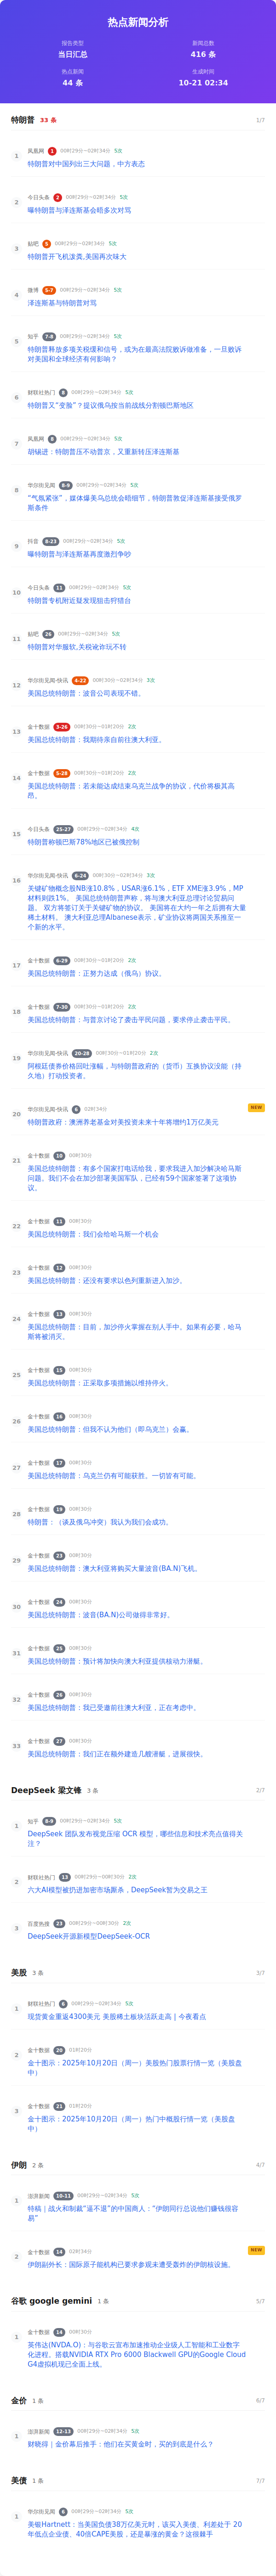 热点新闻分析
报告类型
新闻总数
当日汇总
416 条
热点新闻
生成时间
44 条
10-21 02:34
特朗普 33 条 1/7
1 凤凰网 1 00时29分~02时34分 5次
特朗普对中国列出三大问题，中方表态
2 今日头条 2 00时29分~02时34分 5次
曝特朗普与泽连斯基会晤多次对骂
3 贴吧 5 00时29分~02时34分 5次
特朗普开飞机泼粪,美国再次味大
4 微博 5-7 00时29分~02时34分 5次
泽连斯基与特朗普对骂
5 知乎 7-8 00时29分~02时34分 5次
特朗普释放多项关税缓和信号，或为在最高法院败诉做准备，一旦败诉
对美国和全球经济有何影响？
6 财联社热门 8 00时29分~02时34分 5次
特朗普又“变脸”？提议俄乌按当前战线分割顿巴斯地区
7 凤凰网 8 00时29分~02时34分 5次
胡锡进：特朗普压不动普京，又重新转压泽连斯基
8 华尔街见闻 8-9 00时29分~02时34分 5次
“气氛紧张”，媒体爆美乌总统会晤细节，特朗普敦促泽连斯基接受俄罗
斯条件
9 抖音 8-23 00时29分~02时34分 5次
曝特朗普与泽连斯基再度激烈争吵
10 今日头条 11 00时29分~02时34分 5次
特朗普专机附近疑发现狙击狩猎台
11 贴吧 26 00时29分~02时34分 5次
特朗普对华服软,关税讹诈玩不转
12 华尔街见闻-快讯 4-22 00时30分~02时34分 3次
美国总统特朗普：波音公司表现不错。
13 金十数据 3-26 00时30分~01时20分 2次
美国总统特朗普：我期待亲自前往澳大利亚。
14 金十数据 5-28 00时30分~01时20分 2次
美国总统特朗普：若未能达成结束乌克兰战争的协议，代价将极其高
昂。
15 今日头条 25-27 00时29分~02时34分 4次
特朗普称顿巴斯78%地区已被俄控制
16 华尔街见闻-快讯 6-24 00时30分~02时34分 3次
关键矿物概念股NB涨10.8%，USAR涨6.1%，ETF XME涨3.9%，MP
材料则跌1%。 美国总统特朗普声称，将与澳大利亚总理讨论贸易问
题。 双方将签订关于关键矿物的协议。 美国将在大约一年之后拥有大量
稀土材料。 澳大利亚总理Albanese表示，矿业协议将两国关系推至一
个新的水平。
17 金十数据 6-29 00时30分~01时20分 2次
美国总统特朗普：正努力达成（俄乌）协议。
18 金十数据 7-30 00时30分~01时20分 2次
美国总统特朗普：与普京讨论了袭击平民问题，要求停止袭击平民。
19 华尔街见闻-快讯 20-28 00时30分~01时20分 2次
阿根廷债券价格回吐涨幅，与特朗普政府的（货币）互换协议没能（持
久地）打动投资者。
20 华尔街见闻-快讯 6 02时34分 NEW
特朗普政府：澳洲养老基金对美投资未来十年将增约1万亿美元
21 金十数据 10 00时30分
美国总统特朗普：有多个国家打电话给我，要求我进入加沙解决哈马斯
问题。我们不会在加沙部署美国军队，已经有59个国家签署了这项协
议。
22 金十数据 11 00时30分
美国总统特朗普：我们会给哈马斯一个机会
23 金十数据 12 00时30分
美国总统特朗普：还没有要求以色列重新进入加沙。
24 金十数据 13 00时30分
美国总统特朗普：目前，加沙停火掌握在别人手中。如果有必要，哈马
斯将被消灭。
25 金十数据 15 00时30分
美国总统特朗普：正采取多项措施以维持停火。
26 金十数据 16 00时30分
美国总统特朗普：但我不认为他们（即乌克兰）会赢。
27 金十数据 17 00时30分
美国总统特朗普：乌克兰仍有可能获胜。一切皆有可能。
28 金十数据 19 00时30分
特朗普：（谈及俄乌冲突）我认为我们会成功。
29 金十数据 23 00时30分
美国总统特朗普：澳大利亚将购买大量波音(BA.N)飞机。
30 金十数据 24 00时30分
美国总统特朗普：波音(BA.N)公司做得非常好。
31 金十数据 25 00时30分
美国总统特朗普：预计将加快向澳大利亚提供核动力潜艇。
32 金十数据 26 00时30分
美国总统特朗普：我已受邀前往澳大利亚，正在考虑中。
33 金十数据 27 00时30分
美国总统特朗普：我们正在额外建造几艘潜艇，进展很快。
DeepSeek 梁文锋 3 条 2/7
1 知乎 8-9 00时29分~02时34分 5次
DeepSeek 团队发布视觉压缩 OCR 模型，哪些信息和技术亮点值得关
注？
2 财联社热门 13 00时29分~00时30分 2次
六大AI模型被扔进加密市场厮杀，DeepSeek暂为交易之王
3 百度热搜 23 00时29分~00时30分 2次
DeepSeek开源新模型DeepSeek-OCR
美股 3 条 3/7
1 财联社热门 6 00时29分~02时34分 5次
现货黄金重返4300美元 美股稀土板块活跃走高 | 今夜看点
2 金十数据 20 01时20分
金十图示：2025年10月20日（周一）美股热门股票行情一览（美股盘
中）
3 金十数据 21 01时20分
金十图示：2025年10月20日（周一）热门中概股行情一览（美股盘
中）
伊朗 2 条 4/7
1 澎湃新闻 10-11 00时29分~02时34分 5次
特稿｜战火和制裁“逼不退”的中国商人：“伊朗同行总说他们赚钱很容
易”
2 金十数据 14 02时34分 NEW
伊朗副外长：国际原子能机构已要求参观未遭受轰炸的伊朗核设施。
谷歌 google gemini 1 条 5/7
1 金十数据 14 00时30分
英伟达(NVDA.O)：与谷歌云宣布加速推动企业级人工智能和工业数字
化进程。搭载NVIDIA RTX Pro 6000 Blackwell GPU的Google Cloud
G4虚拟机现已全面上线。
金价 1 条 6/7
1 澎湃新闻 12-13 00时29分~02时34分 5次
财晓得｜金价幕后推手：他们在买黄金时，买的到底是什么？
美债 1 条 7/7
1 华尔街见闻 6 00时29分~02时34分 5次
美银Hartnett：当美国负债38万亿美元时，该买入美债、利差处于 20
年低点企业债、40倍CAPE美股，还是暴涨的黄金？这很棘手